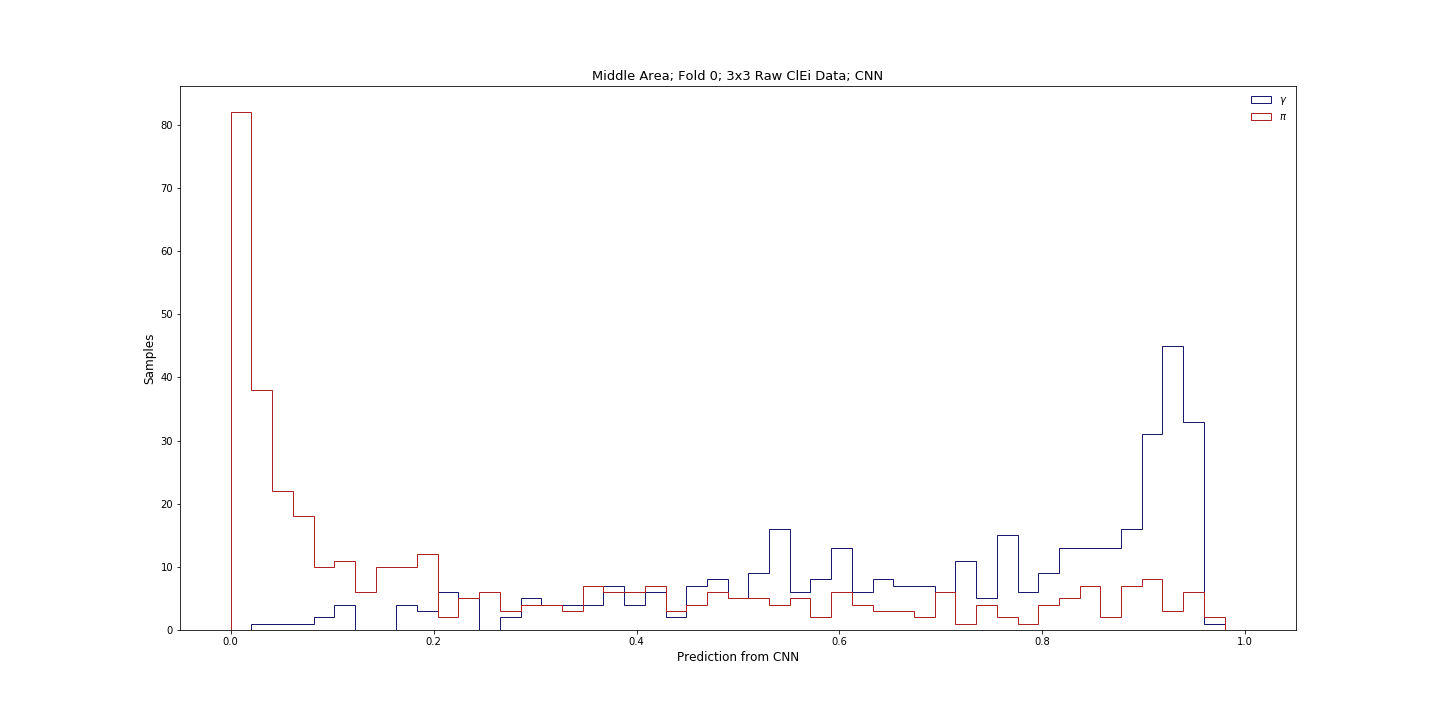 Middle Area; Fold 0; 3x3 Raw ClEi Data; CNN
γ
π
80
70
60
50
40
30
20
10
0
Samples
0.0 0.2 0.4 0.6 0.8 1.0
Prediction from CNN